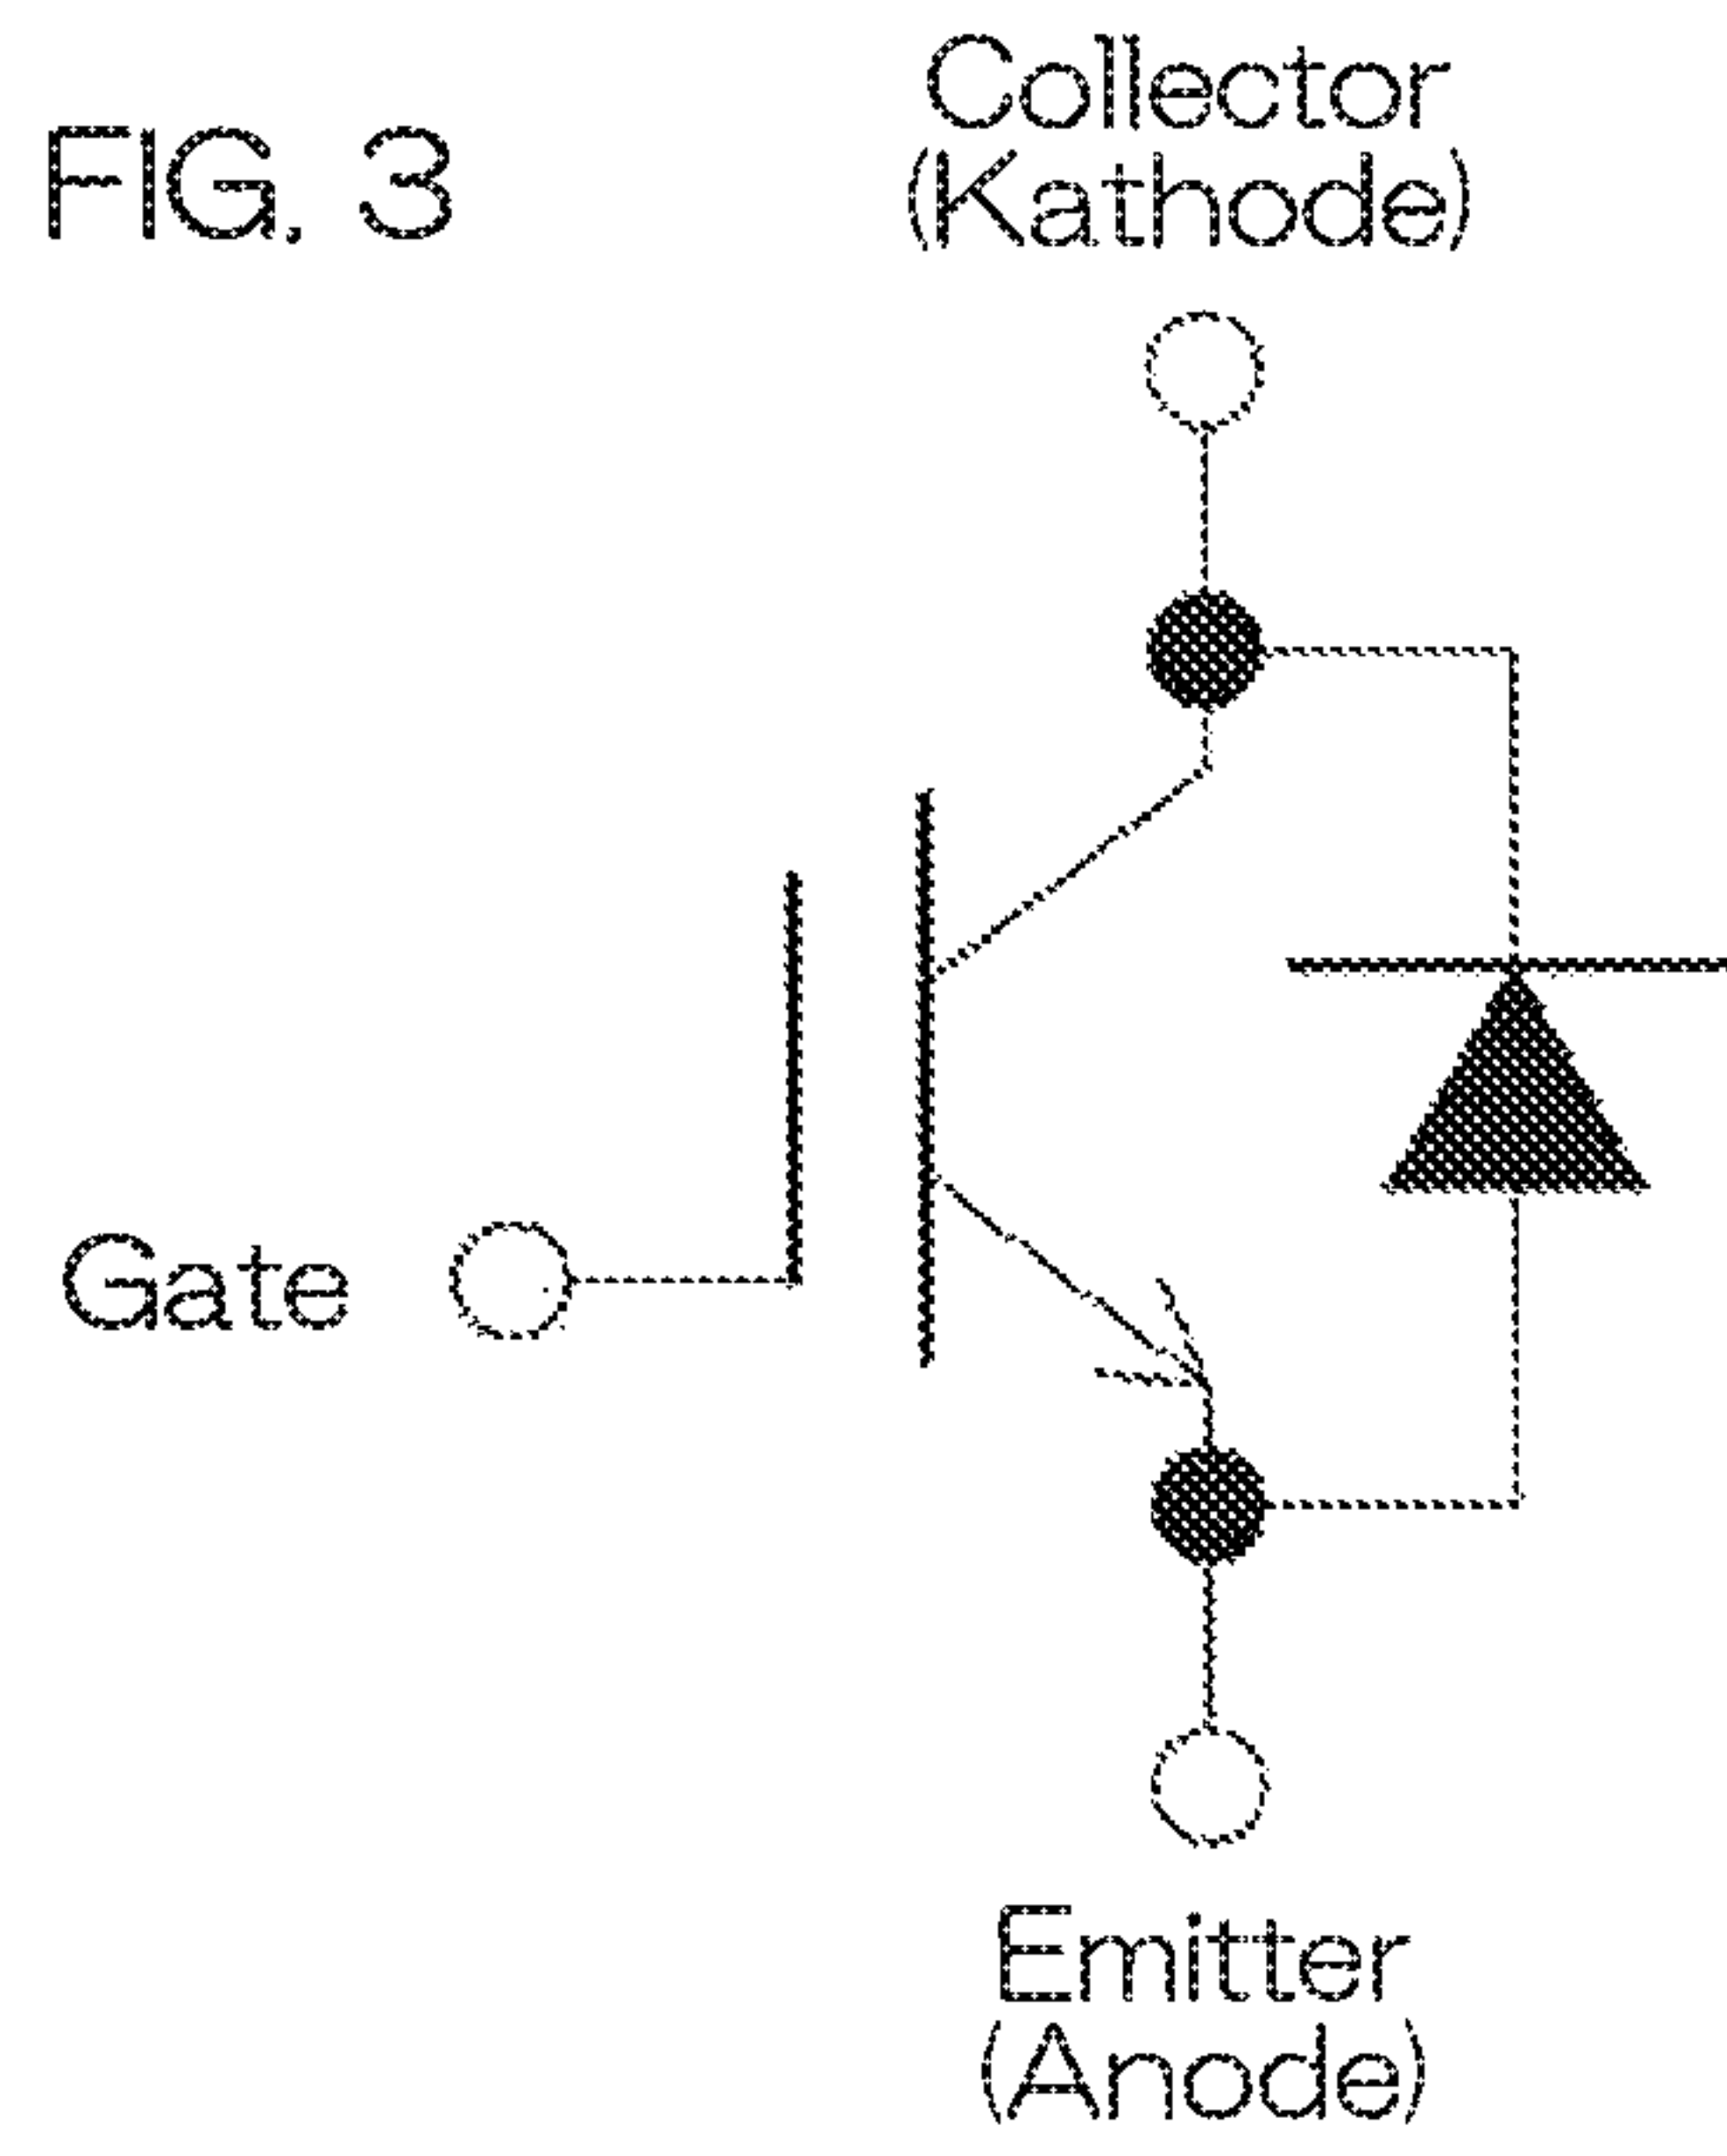 FIG. 3
Collector
(Kathode)
Gate
Emitter
(Anode)